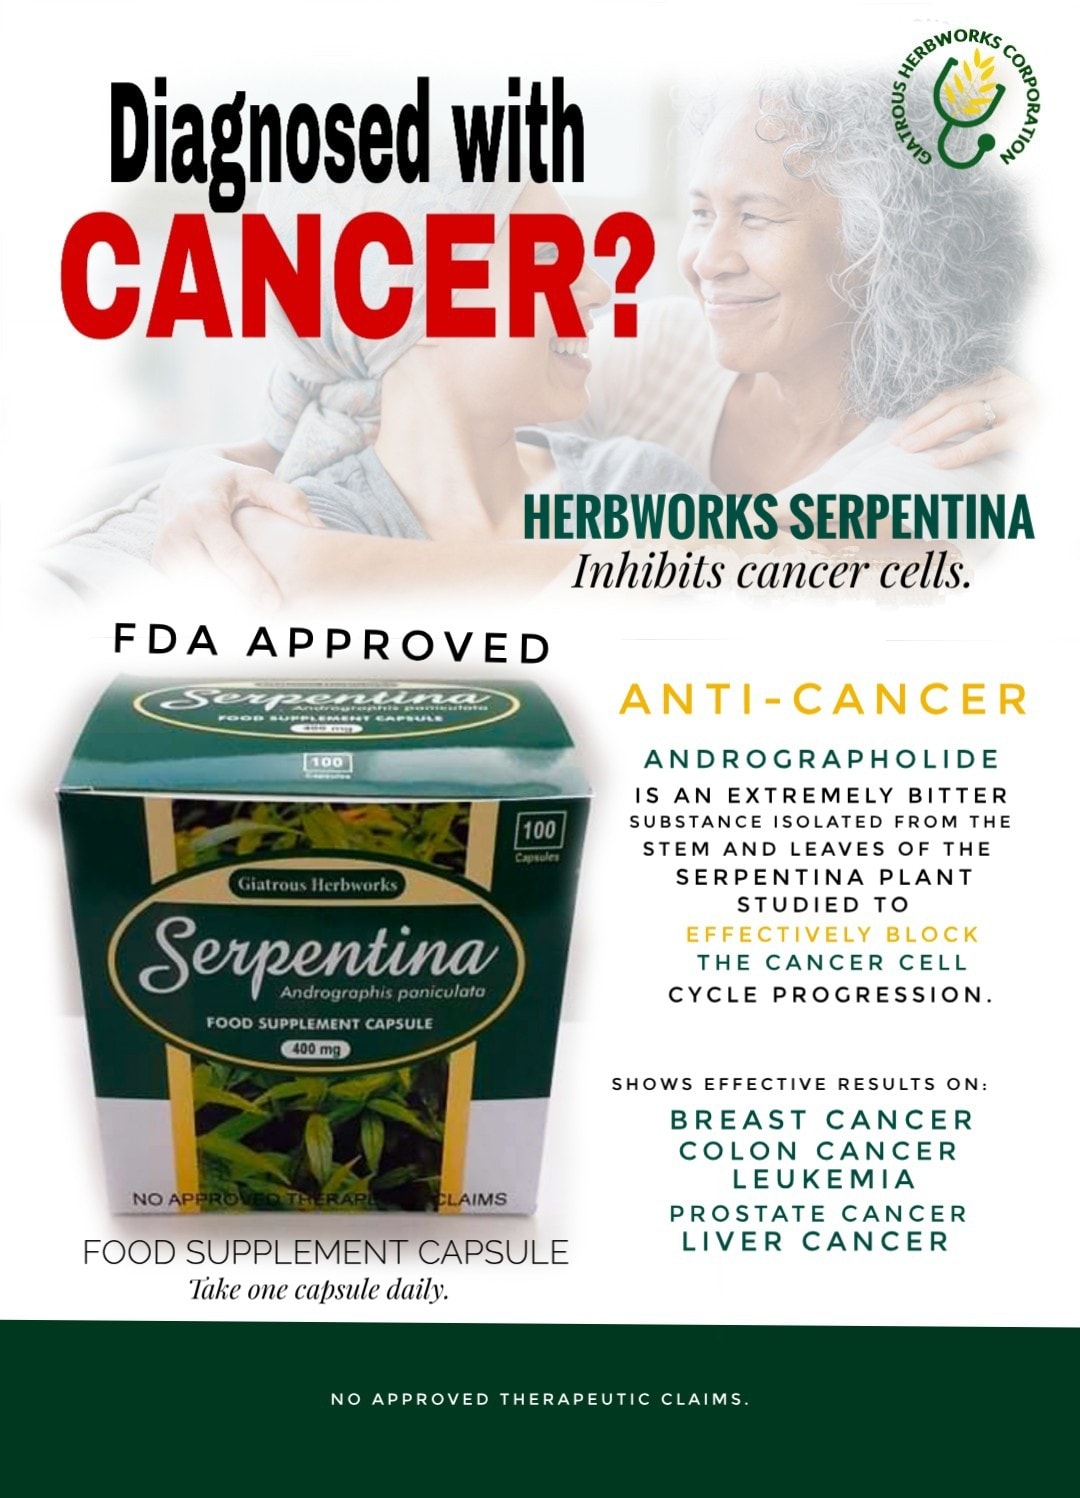 GIATROUS HERBWORKS CORPORATION
Diagnosed with
CANCER?
HERBWORKS SERPENTINA
Inhibits cancer cells.
FDA APPROVED
Serpentina
Andrographis paniculata
FOOD SUPPLEMENT CAPSULE
400 mg
100
Capsules
100
Capsules
Giatrous Herbworks
Serpentina
Andrographis paniculata
FOOD SUPPLEMENT CAPSULE
400 mg
NO APPROVED THERAPE CLAIMS
FOOD SUPPLEMENT CAPSULE
Take one capsule daily.
ANTI-CANCER
ANDROGRAPHOLIDE
IS AN EXTREMELY BITTER
SUBSTANCE ISOLATED FROM THE
STEM AND LEAVES OF THE
SERPENTINA PLANT
STUDIED TO
EFFECTIVELY BLOCK
THE CANCER CELL
CYCLE PROGRESSION.
SHOWS EFFECTIVE RESULTS ON:
BREAST CANCER
COLON CANCER
LEUKEMIA
PROSTATE CANCER
LIVER CANCER
NO APPROVED THERAPEUTIC CLAIMS.